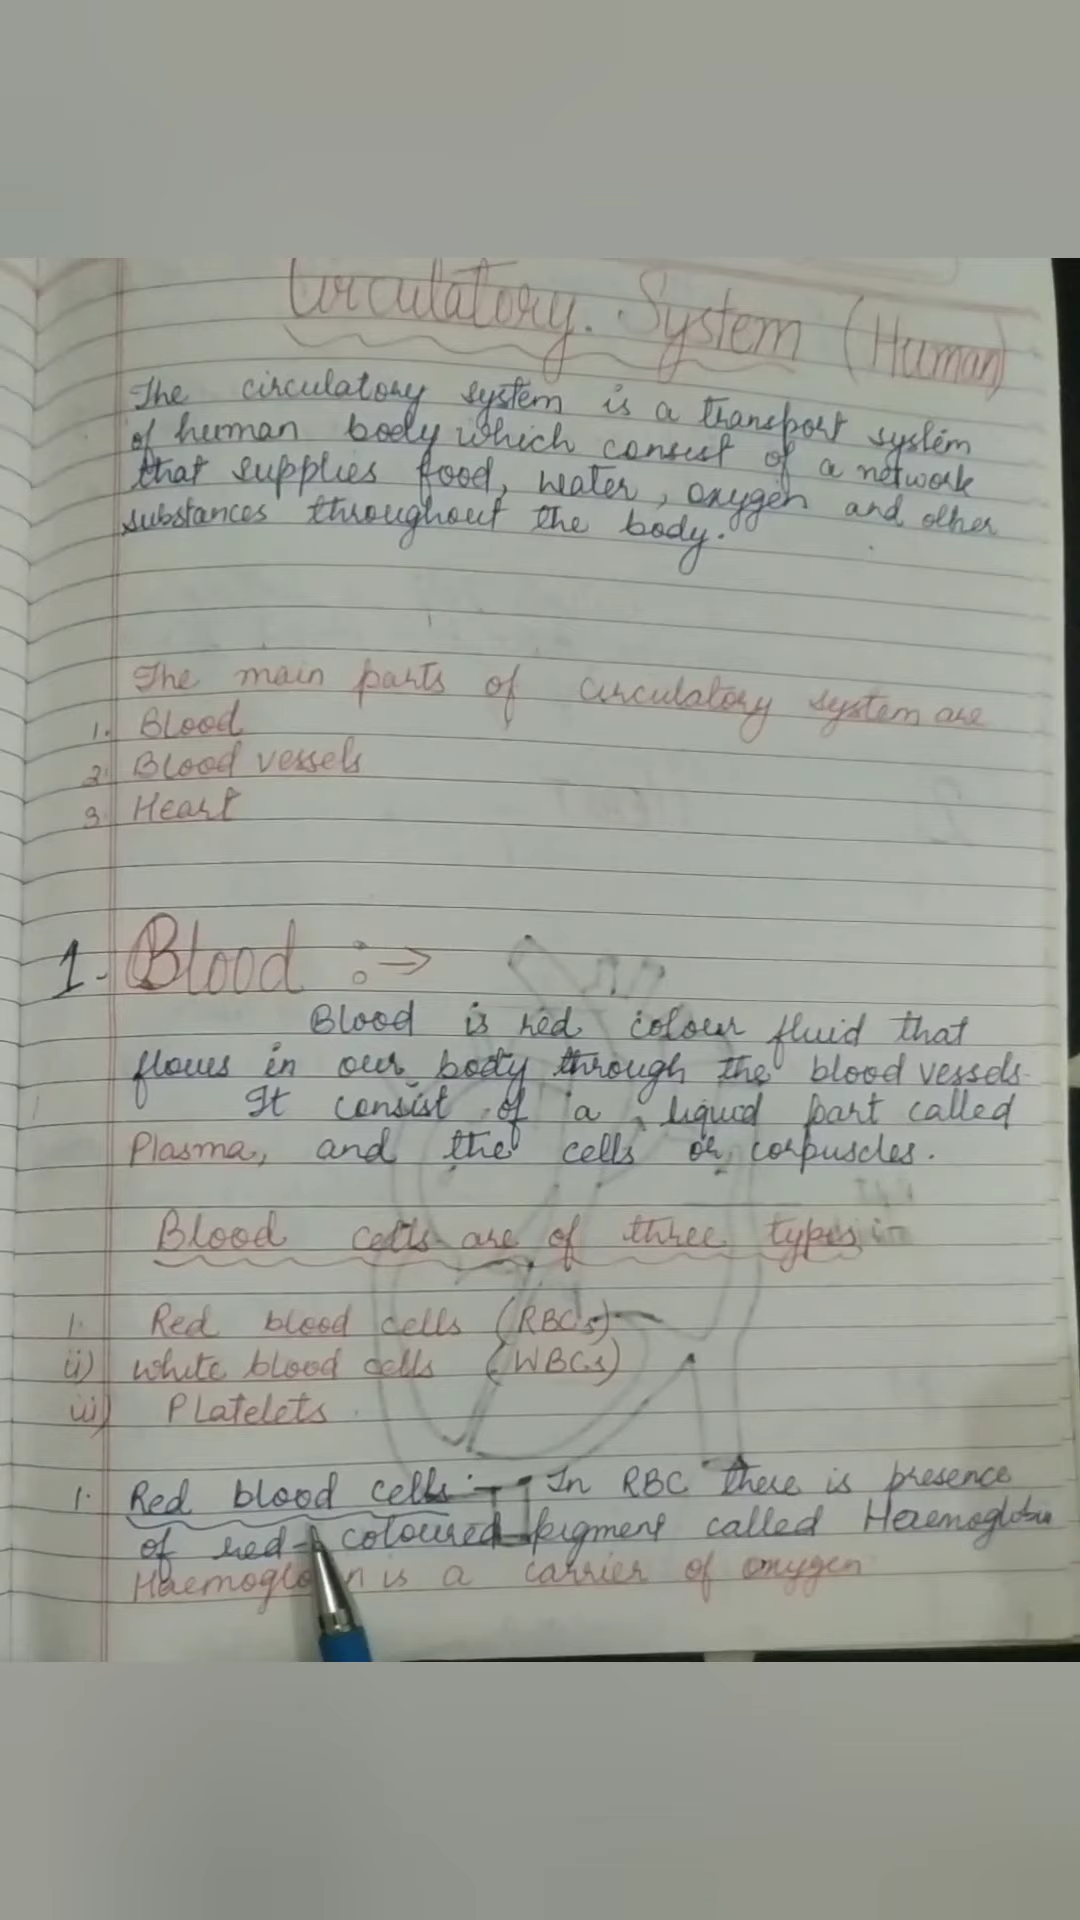 Circulatory System (Human)
The circulatory system is a transport system
of human body which consist of a network
that supplies food, water, oxygen and other
substances throughout the body.
The main parts of circulatory system are
1. Blood
2. Blood vessels
3. Heart
1. Blood :→
Blood is red colour fluid that
flows in our body through the blood vessels.
It consist of a liquid part called
Plasma, and the cells or corpuscles.
Blood cells are of three types
1. Red blood cells (RBCs)
ii) White blood cells (WBCs)
iii) Platelets
1. Red blood cells :- In RBC there is presence
of red-coloured pigment called Haemoglobin
Haemoglobin is a carrier of oxygen